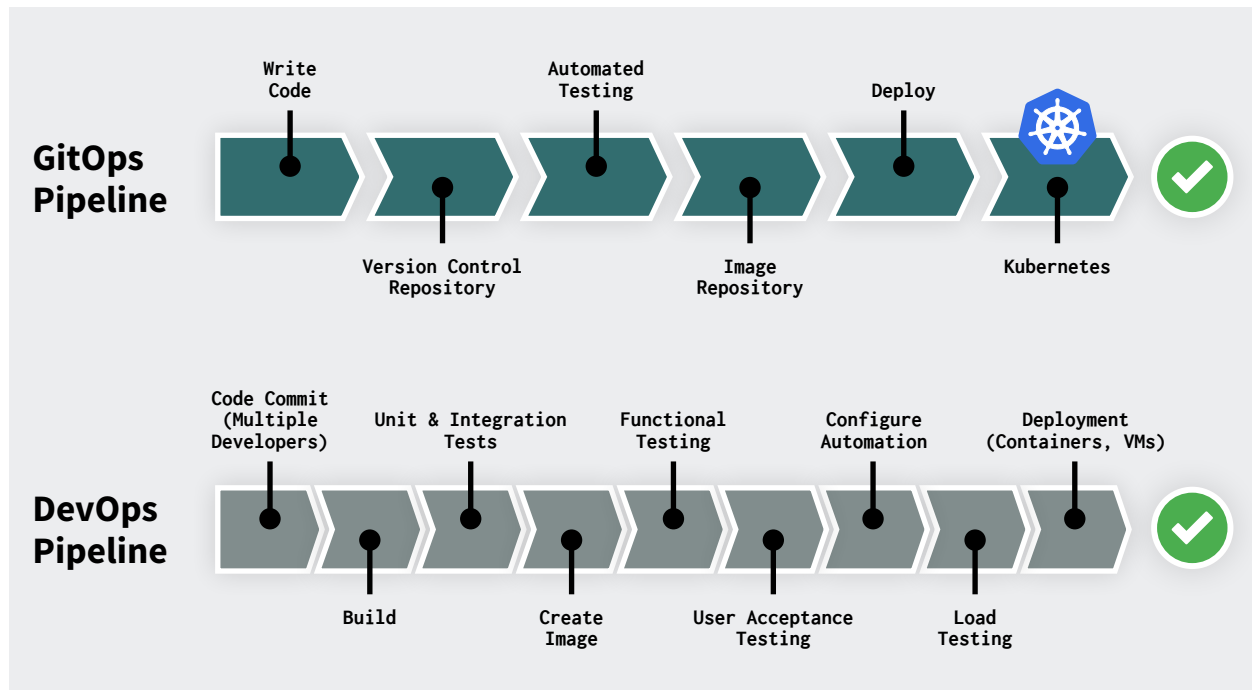 GitOps
Pipeline
Write
Code
Version Control
Repository
Automated
Testing
Image
Repository
Deploy
Kubernetes
DevOps
Pipeline
Code Commit
(Multiple
Developers)
Build
Unit & Integration
Tests
Create
Image
Functional
Testing
User Acceptance
Testing
Configure
Automation
Load
Testing
Deployment
(Containers, VMs)